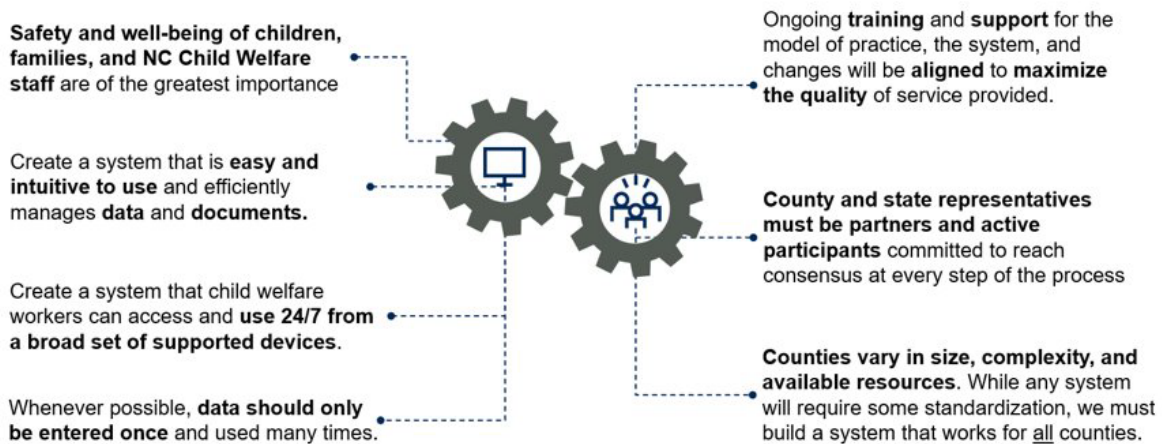 Safety and well-being of children,
families, and NC Child Welfare
staff are of the greatest importance
Create a system that is easy and
intuitive to use and efficiently
manages data and documents.
Create a system that child welfare
workers can access and use 24/7 from
a broad set of supported devices.
Whenever possible, data should only
be entered once and used many times.
Ongoing training and support for the
model of practice, the system, and
changes will be aligned to maximize
the quality of service provided.
County and state representatives
must be partners and active
participants committed to reach
consensus at every step of the process
Counties vary in size, complexity, and
available resources. While any system
will require some standardization, we must
build a system that works for all counties.